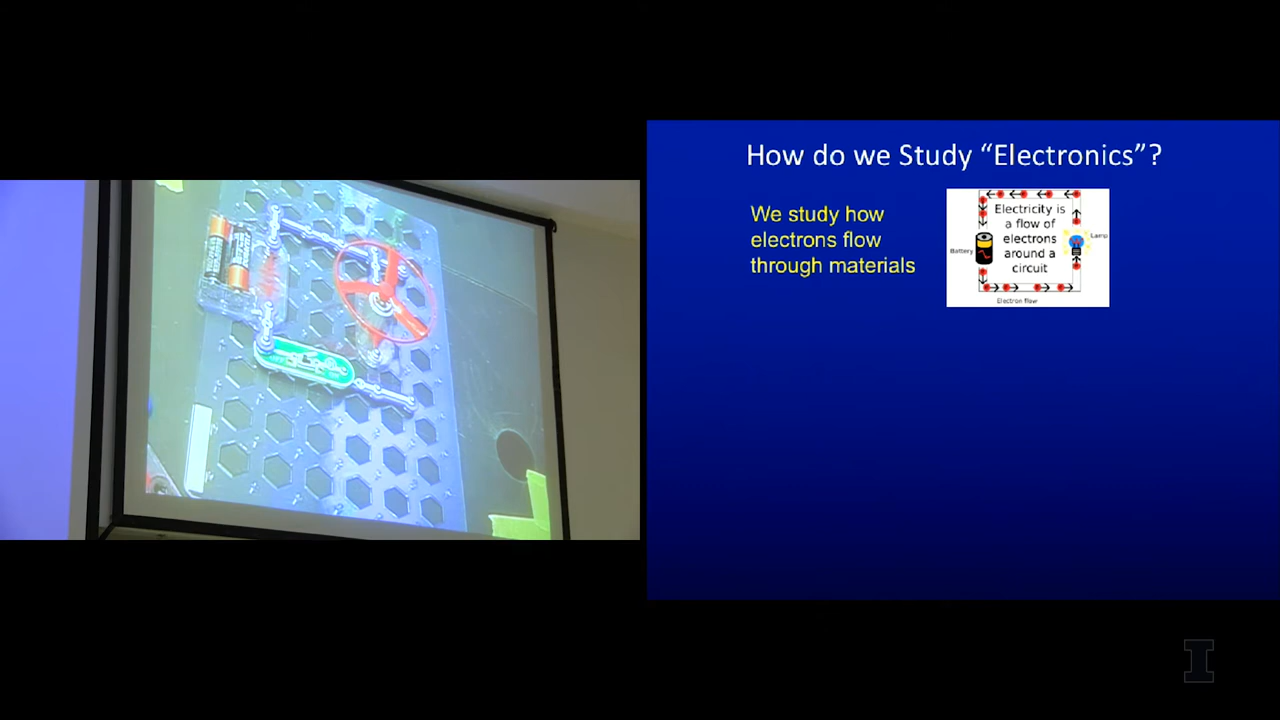 How do we Study “Electronics”?
We study how
electrons flow
through materials
Electricity is
a flow of
electrons
around a
circuit
Battery
Lamp
Electron flow